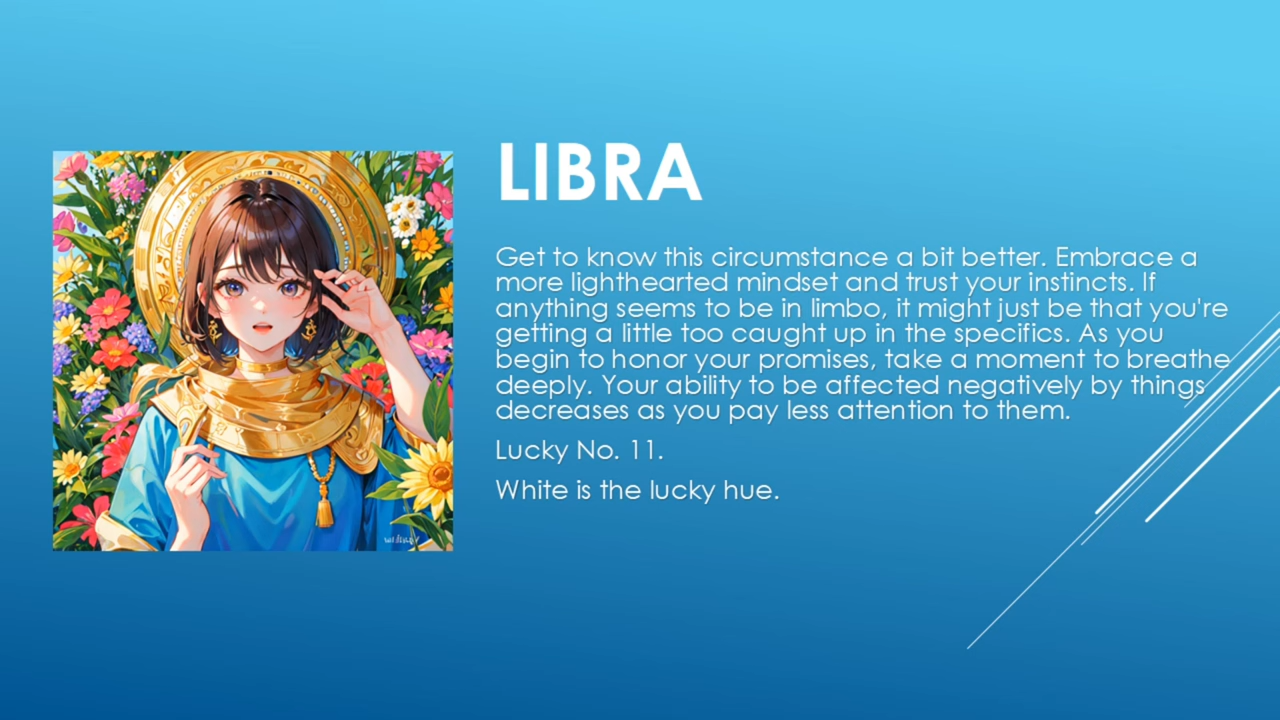 LIBRA
Get to know this circumstance a bit better. Embrace a
more lighthearted mindset and trust your instincts. If
anything seems to be in limbo, it might just be that you're
getting a little too caught up in the specifics. As you
begin to honor your promises, take a moment to breathe
deeply. Your ability to be affected negatively by things
decreases as you pay less attention to them.
Lucky No. 11.
White is the lucky hue.